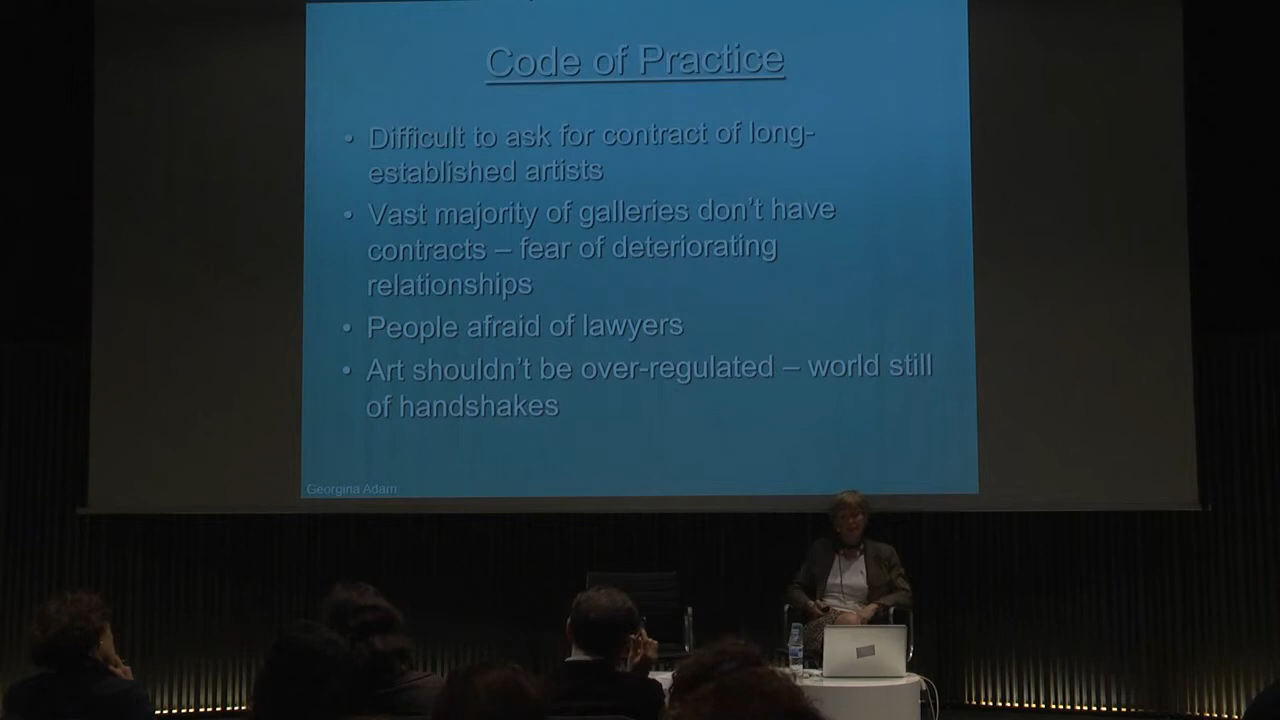 Code of Practice
• Difficult to ask for contract of long-
established artists
• Vast majority of galleries don't have
contracts – fear of deteriorating
relationships
• People afraid of lawyers
• Art shouldn't be over-regulated – world still
of handshakes
Georgina Adam